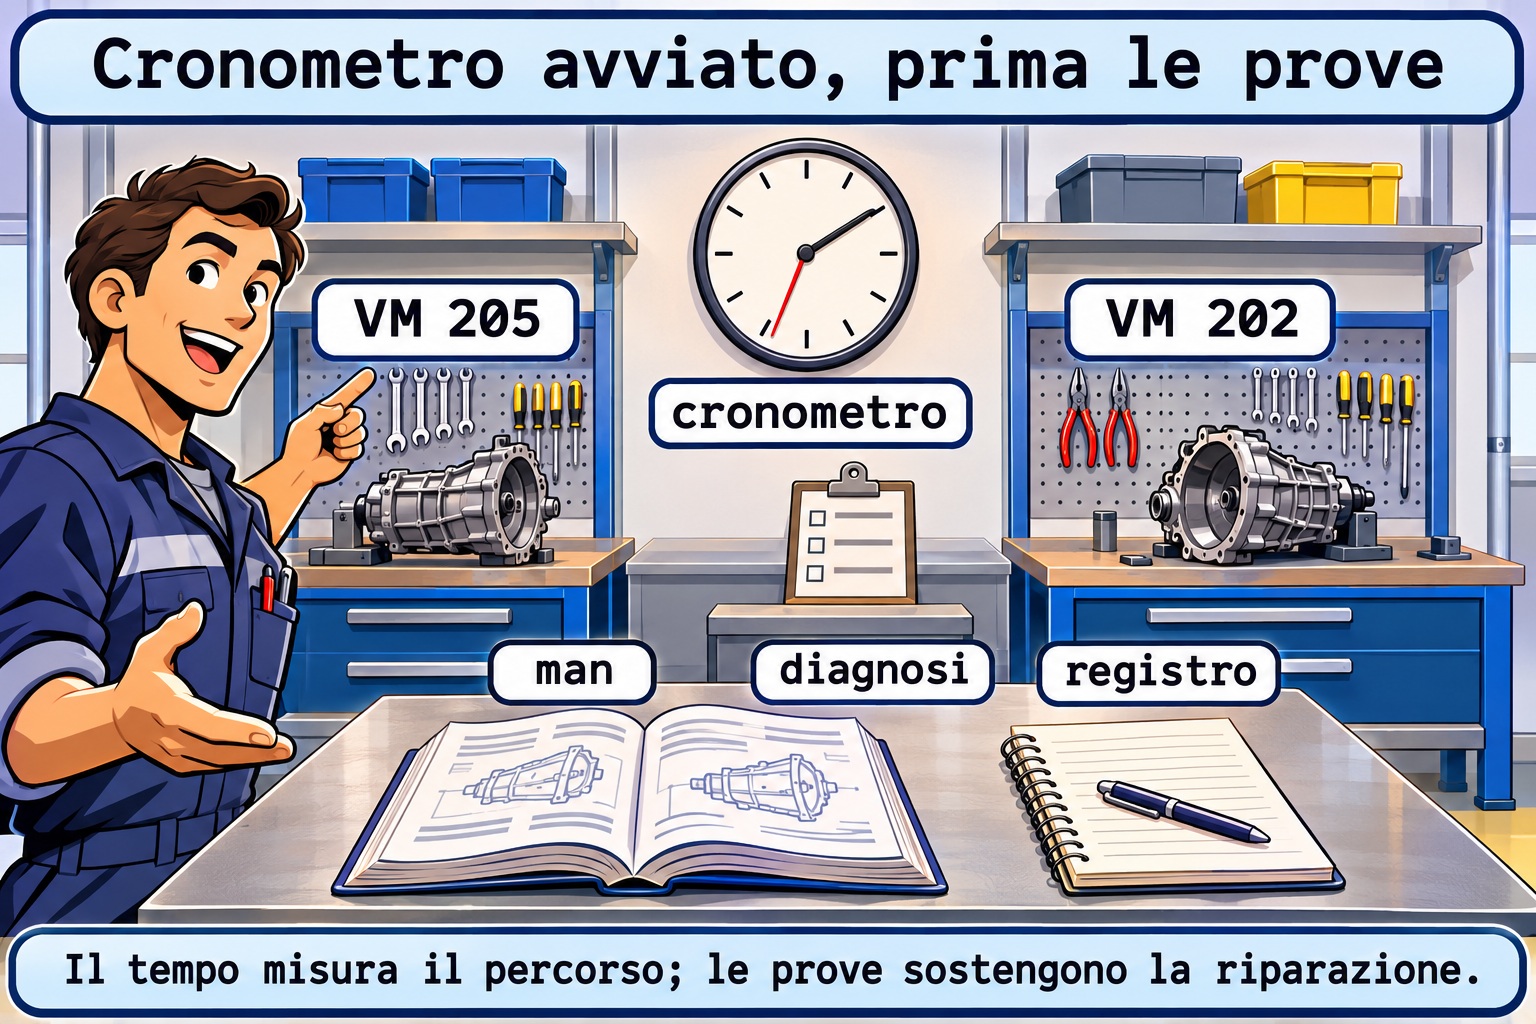 Cronometro avviato, prima le prove
VM 205
VM 202
cronometro
man
diagnosi
registro
Il tempo misura il percorso; le prove sostengono la riparazione.